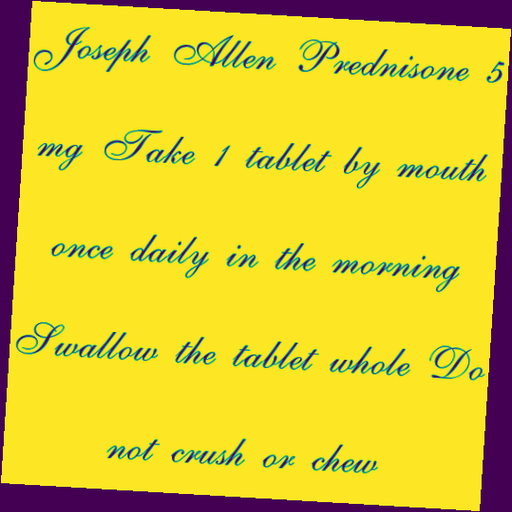 Joseph Allen Prednisone 5
mg Take 1 tablet by mouth
once daily in the morning
Swallow the tablet whole Do
not crush or chew